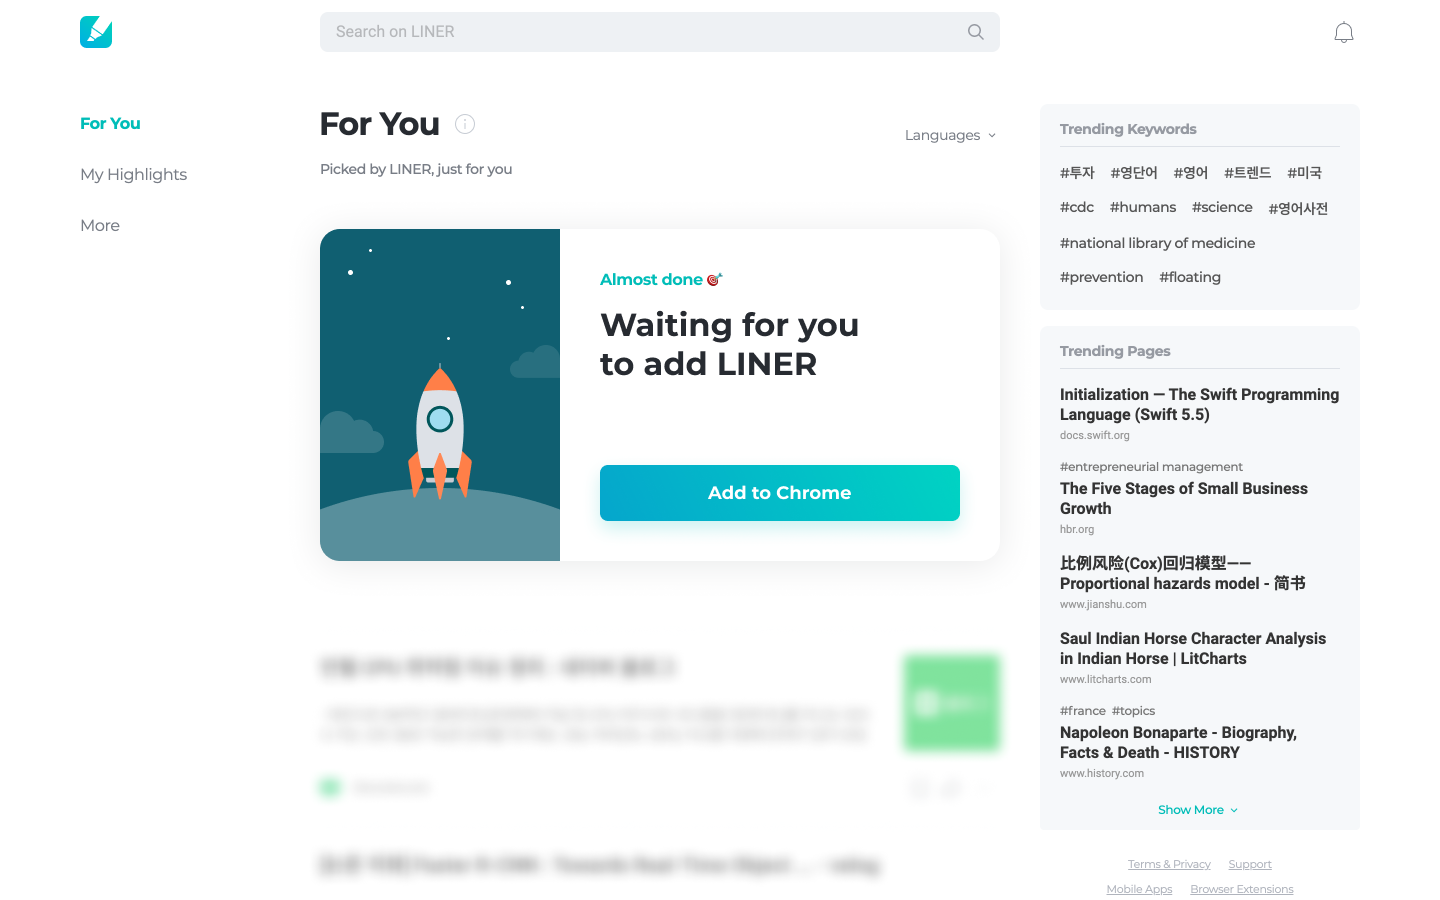 Search on LINER
For You
My Highlights
More
For You
Languages
Picked by LINER, just for you
Almost done
Waiting for you
to add LINER
Add to Chrome
Trending Keywords
#투자 #영단어 #영어 #트렌드 #미국
#cdc #humans #science #영어사전
#national library of medicine
#prevention #floating
Trending Pages
Initialization — The Swift Programming
Language (Swift 5.5)
docs.swift.org
#entrepreneurial management
The Five Stages of Small Business
Growth
hbr.org
比例风险(Cox)回归模型——
Proportional hazards model - 简书
www.jianshu.com
Saul Indian Horse Character Analysis
in Indian Horse | LitCharts
www.litcharts.com
#france #topics
Napoleon Bonaparte - Biography,
Facts & Death - HISTORY
www.history.com
Show More
Terms & Privacy Support
Mobile Apps Browser Extensions